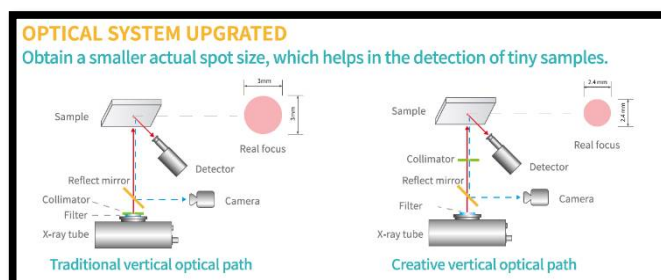 OPTICAL SYSTEM UPGRATED
Obtain a smaller actual spot size, which helps in the detection of tiny samples.
3mm
Sample
3mm
Real focus
Detector
Reflect mirror
Collimator
Camera
Filter
X-ray tube
Traditional vertical optical path
2.4 mm
Sample
2.4 mm
Real focus
Collimator
Detector
Reflect mirror
Camera
Filter
X-ray tube
Creative vertical optical path